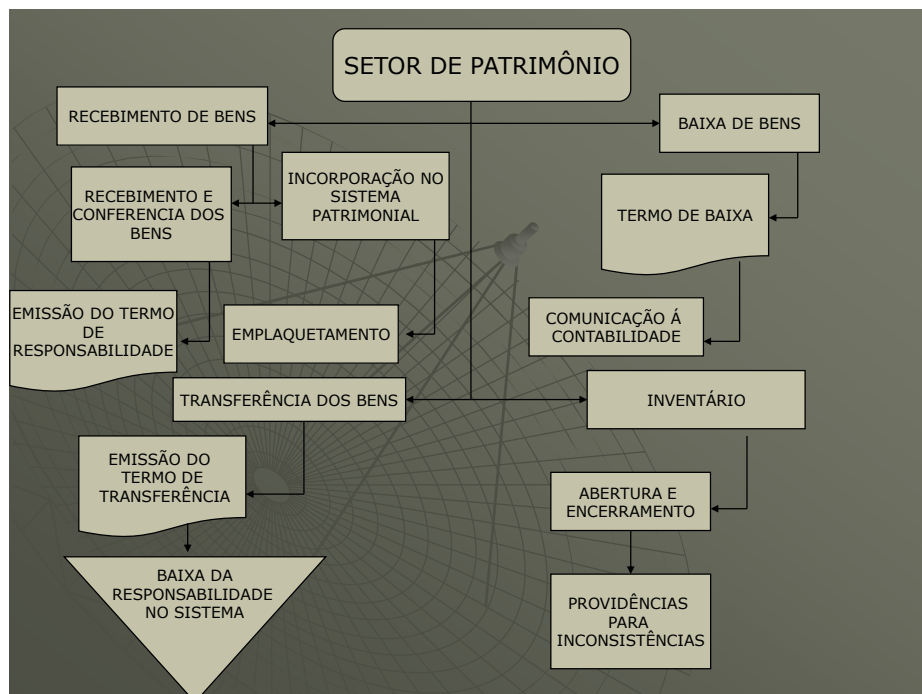 SETOR DE PATRIMÔNIO
RECEBIMENTO DE BENS
BAIXA DE BENS
RECEBIMENTO E
CONFERENCIA DOS
BENS
INCORPORAÇÃO NO
SISTEMA
PATRIMONIAL
TERMO DE BAIXA
EMISSÃO DO TERMO
DE
RESPONSABILIDADE
EMPLAQUETAMENTO
COMUNICAÇÃO Á
CONTABILIDADE
TRANSFERÊNCIA DOS BENS
INVENTÁRIO
EMISSÃO DO
TERMO DE
TRANSFERÊNCIA
ABERTURA E
ENCERRAMENTO
BAIXA DA
RESPONSABILIDADE
NO SISTEMA
PROVIDÊNCIAS
PARA
INCONSISTÊNCIAS